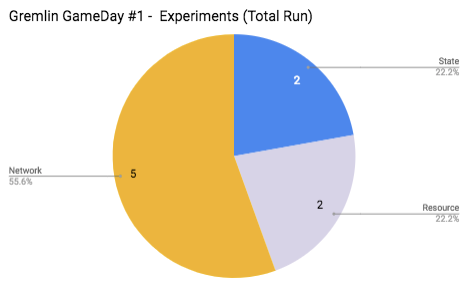 Gremlin GameDay #1 - Experiments (Total Run)
State
22.2%
2
Network
55.6%
5
2
Resource
22.2%